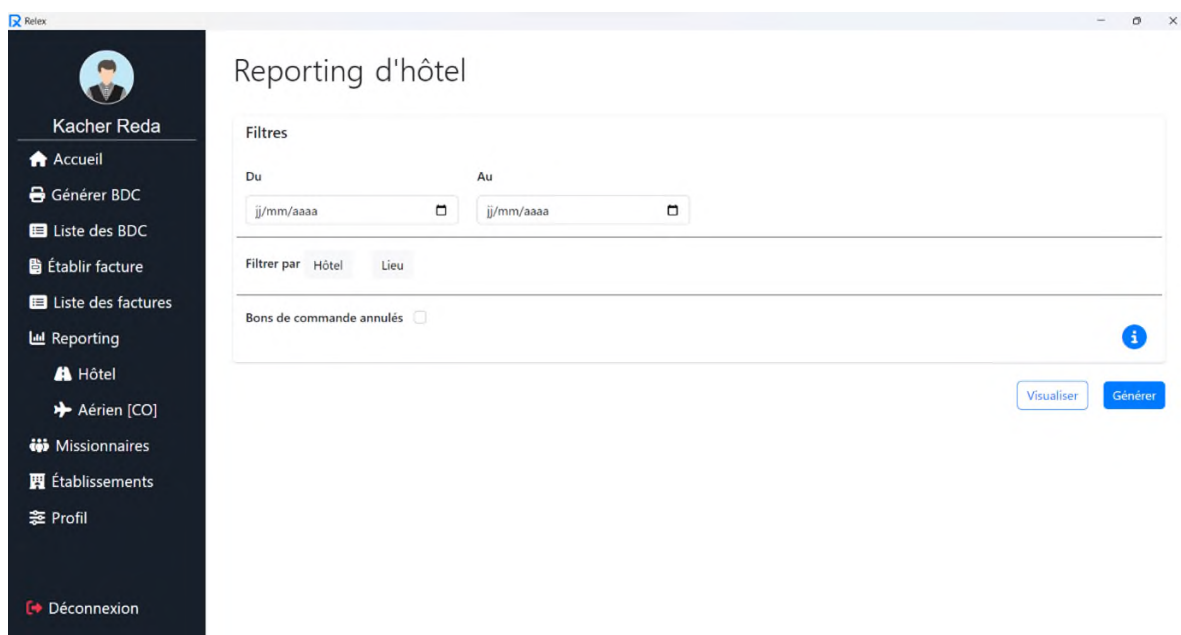 Relex
Kacher Reda
Accueil
Générer BDC
Liste des BDC
Établir facture
Liste des factures
Reporting
Hôtel
Aérien [CO]
Missionnaires
Établissements
Profil
Déconnexion
Reporting d'hôtel
Filtres
Du Au
jj/mm/aaaa jj/mm/aaaa
Filtrer par Hôtel Lieu
Bons de commande annulés
i
Visualiser Générer